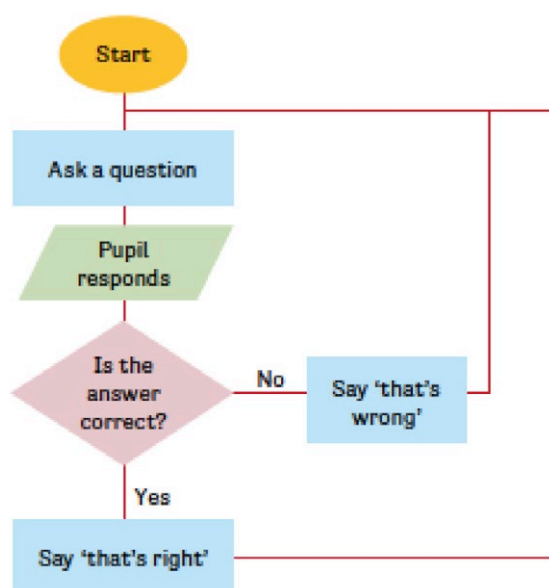 Start
Ask a question
Pupil
responds
Is the
answer
correct?
No
Say ‘that’s
wrong’
Yes
Say ‘that’s right’